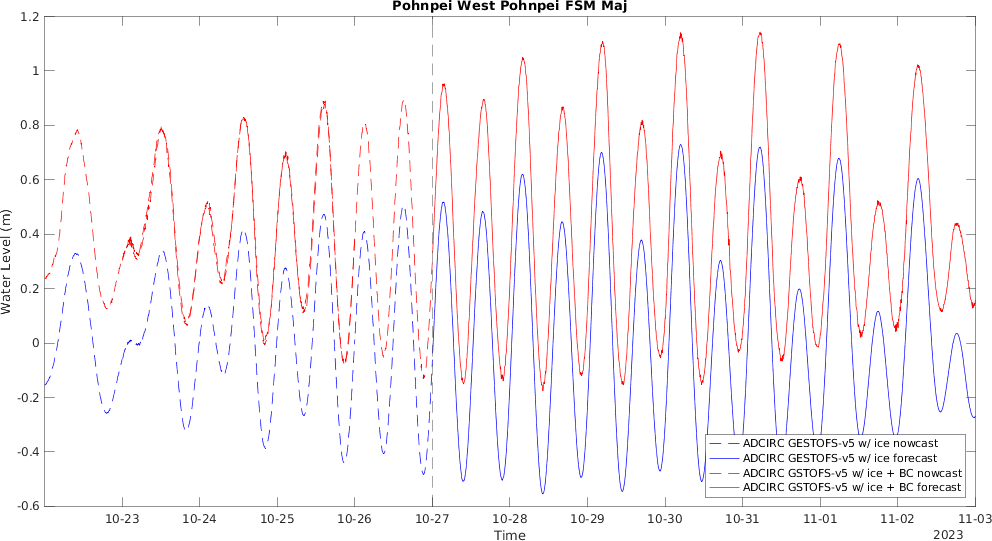 Pohnpei West Pohnpei FSM Maj
1.2
1
0.8
0.6
0.4
0.2
0
-0.2
-0.4
-0.6
Water Level (m)
ADCIRC GESTOFS-v5 w/ ice nowcast
ADCIRC GESTOFS-v5 w/ ice forecast
ADCIRC GSTOFS-v5 w/ ice + BC nowcast
ADCIRC GSTOFS-v5 w/ ice + BC forecast
10-23 10-24 10-25 10-26 10-27 10-28 10-29 10-30 10-31 11-01 11-02 11-03
Time
2023